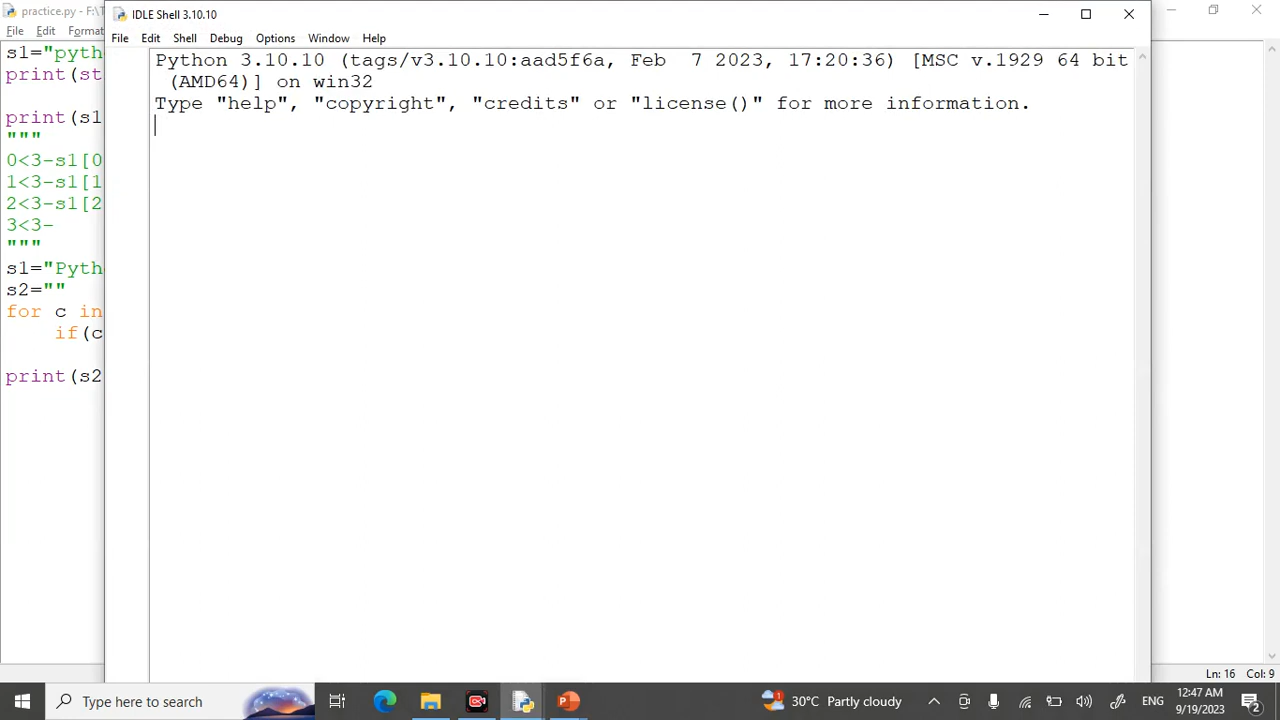 practice.py - F:\T
IDLE Shell 3.10.10
File Edit Format
File Edit Shell Debug Options Window Help
s1="pyth
print(st
print(s1
"""
0<3-s1[0
1<3-s1[1
2<3-s1[2
3<3-
"""
s1="Pyth
s2=""
for c in
if(c
print(s2
Python 3.10.10 (tags/v3.10.10:aad5f6a, Feb 7 2023, 17:20:36) [MSC v.1929 64 bit
(AMD64)] on win32
Type "help", "copyright", "credits" or "license()" for more information.
Ln: 16 Col: 9
Type here to search
1
30°C Partly cloudy
ENG
12:47 AM
9/19/2023
2